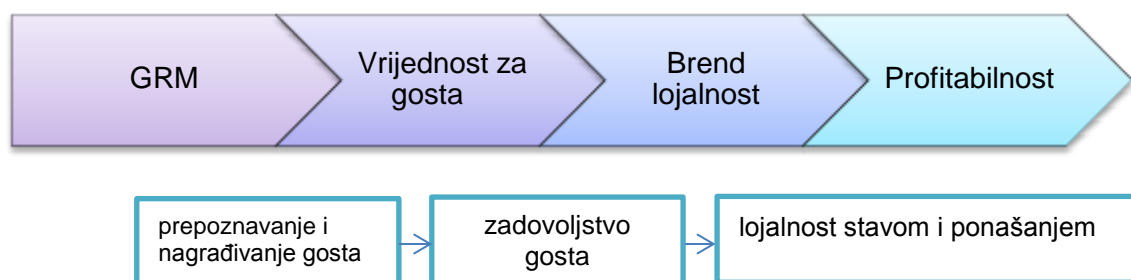 GRM
Vrijednost za
gosta
Brend
lojalnost
Profitabilnost
prepoznavanje i
nagrađivanje gosta
zadovoljstvo
gosta
lojalnost stavom i ponašanjem